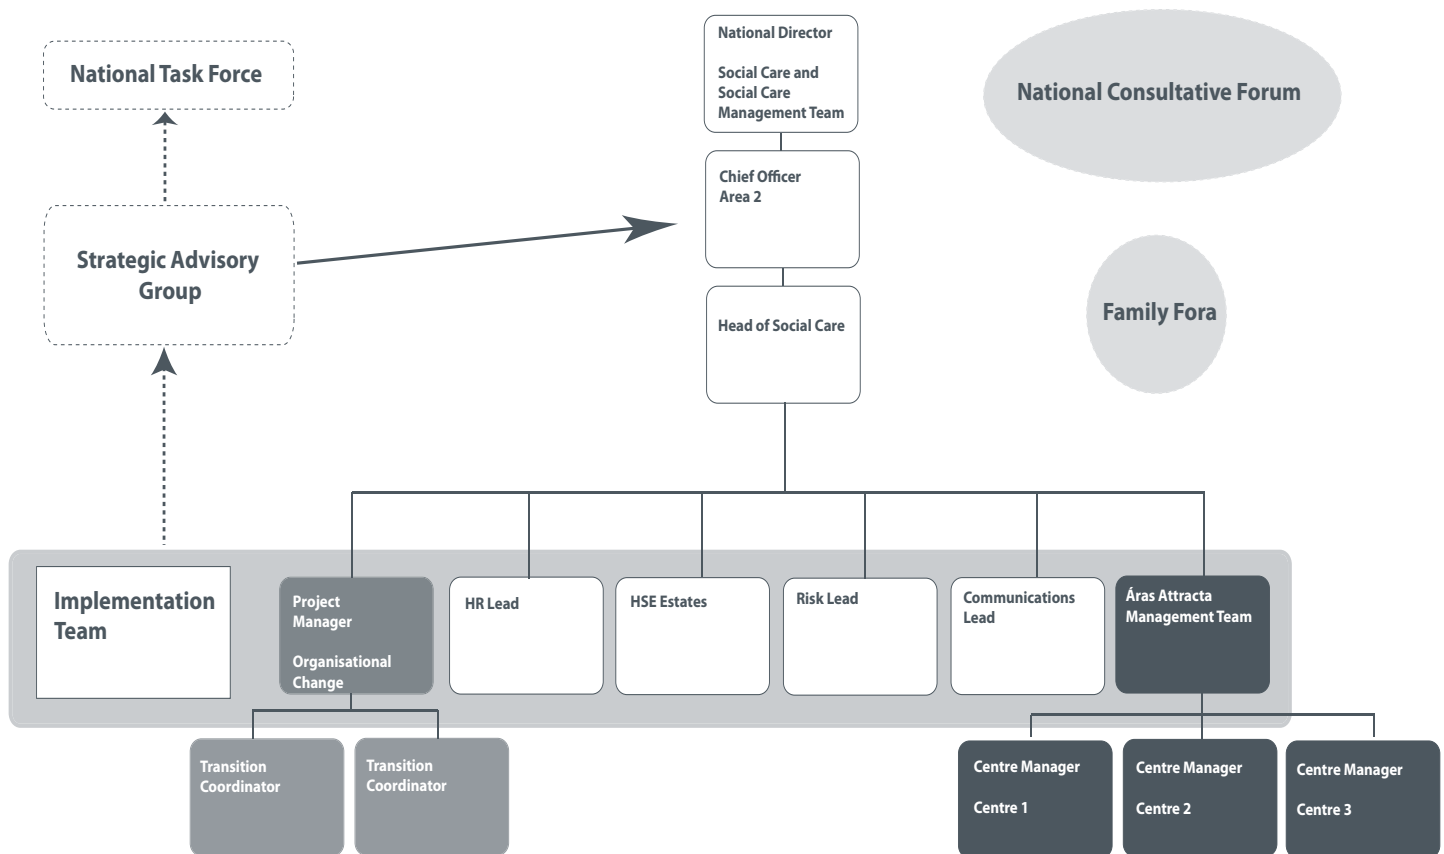 National Task Force
National Director
Social Care and
Social Care
Management Team
National Consultative Forum
Chief Officer
Area 2
Strategic Advisory
Group
Head of Social Care
Family Fora
Implementation
Team
Project
Manager
Organisational
Change
HR Lead
HSE Estates
Risk Lead
Communications
Lead
Áras Attracta
Management Team
Transition
Coordinator
Transition
Coordinator
Centre Manager
Centre 1
Centre Manager
Centre 2
Centre Manager
Centre 3